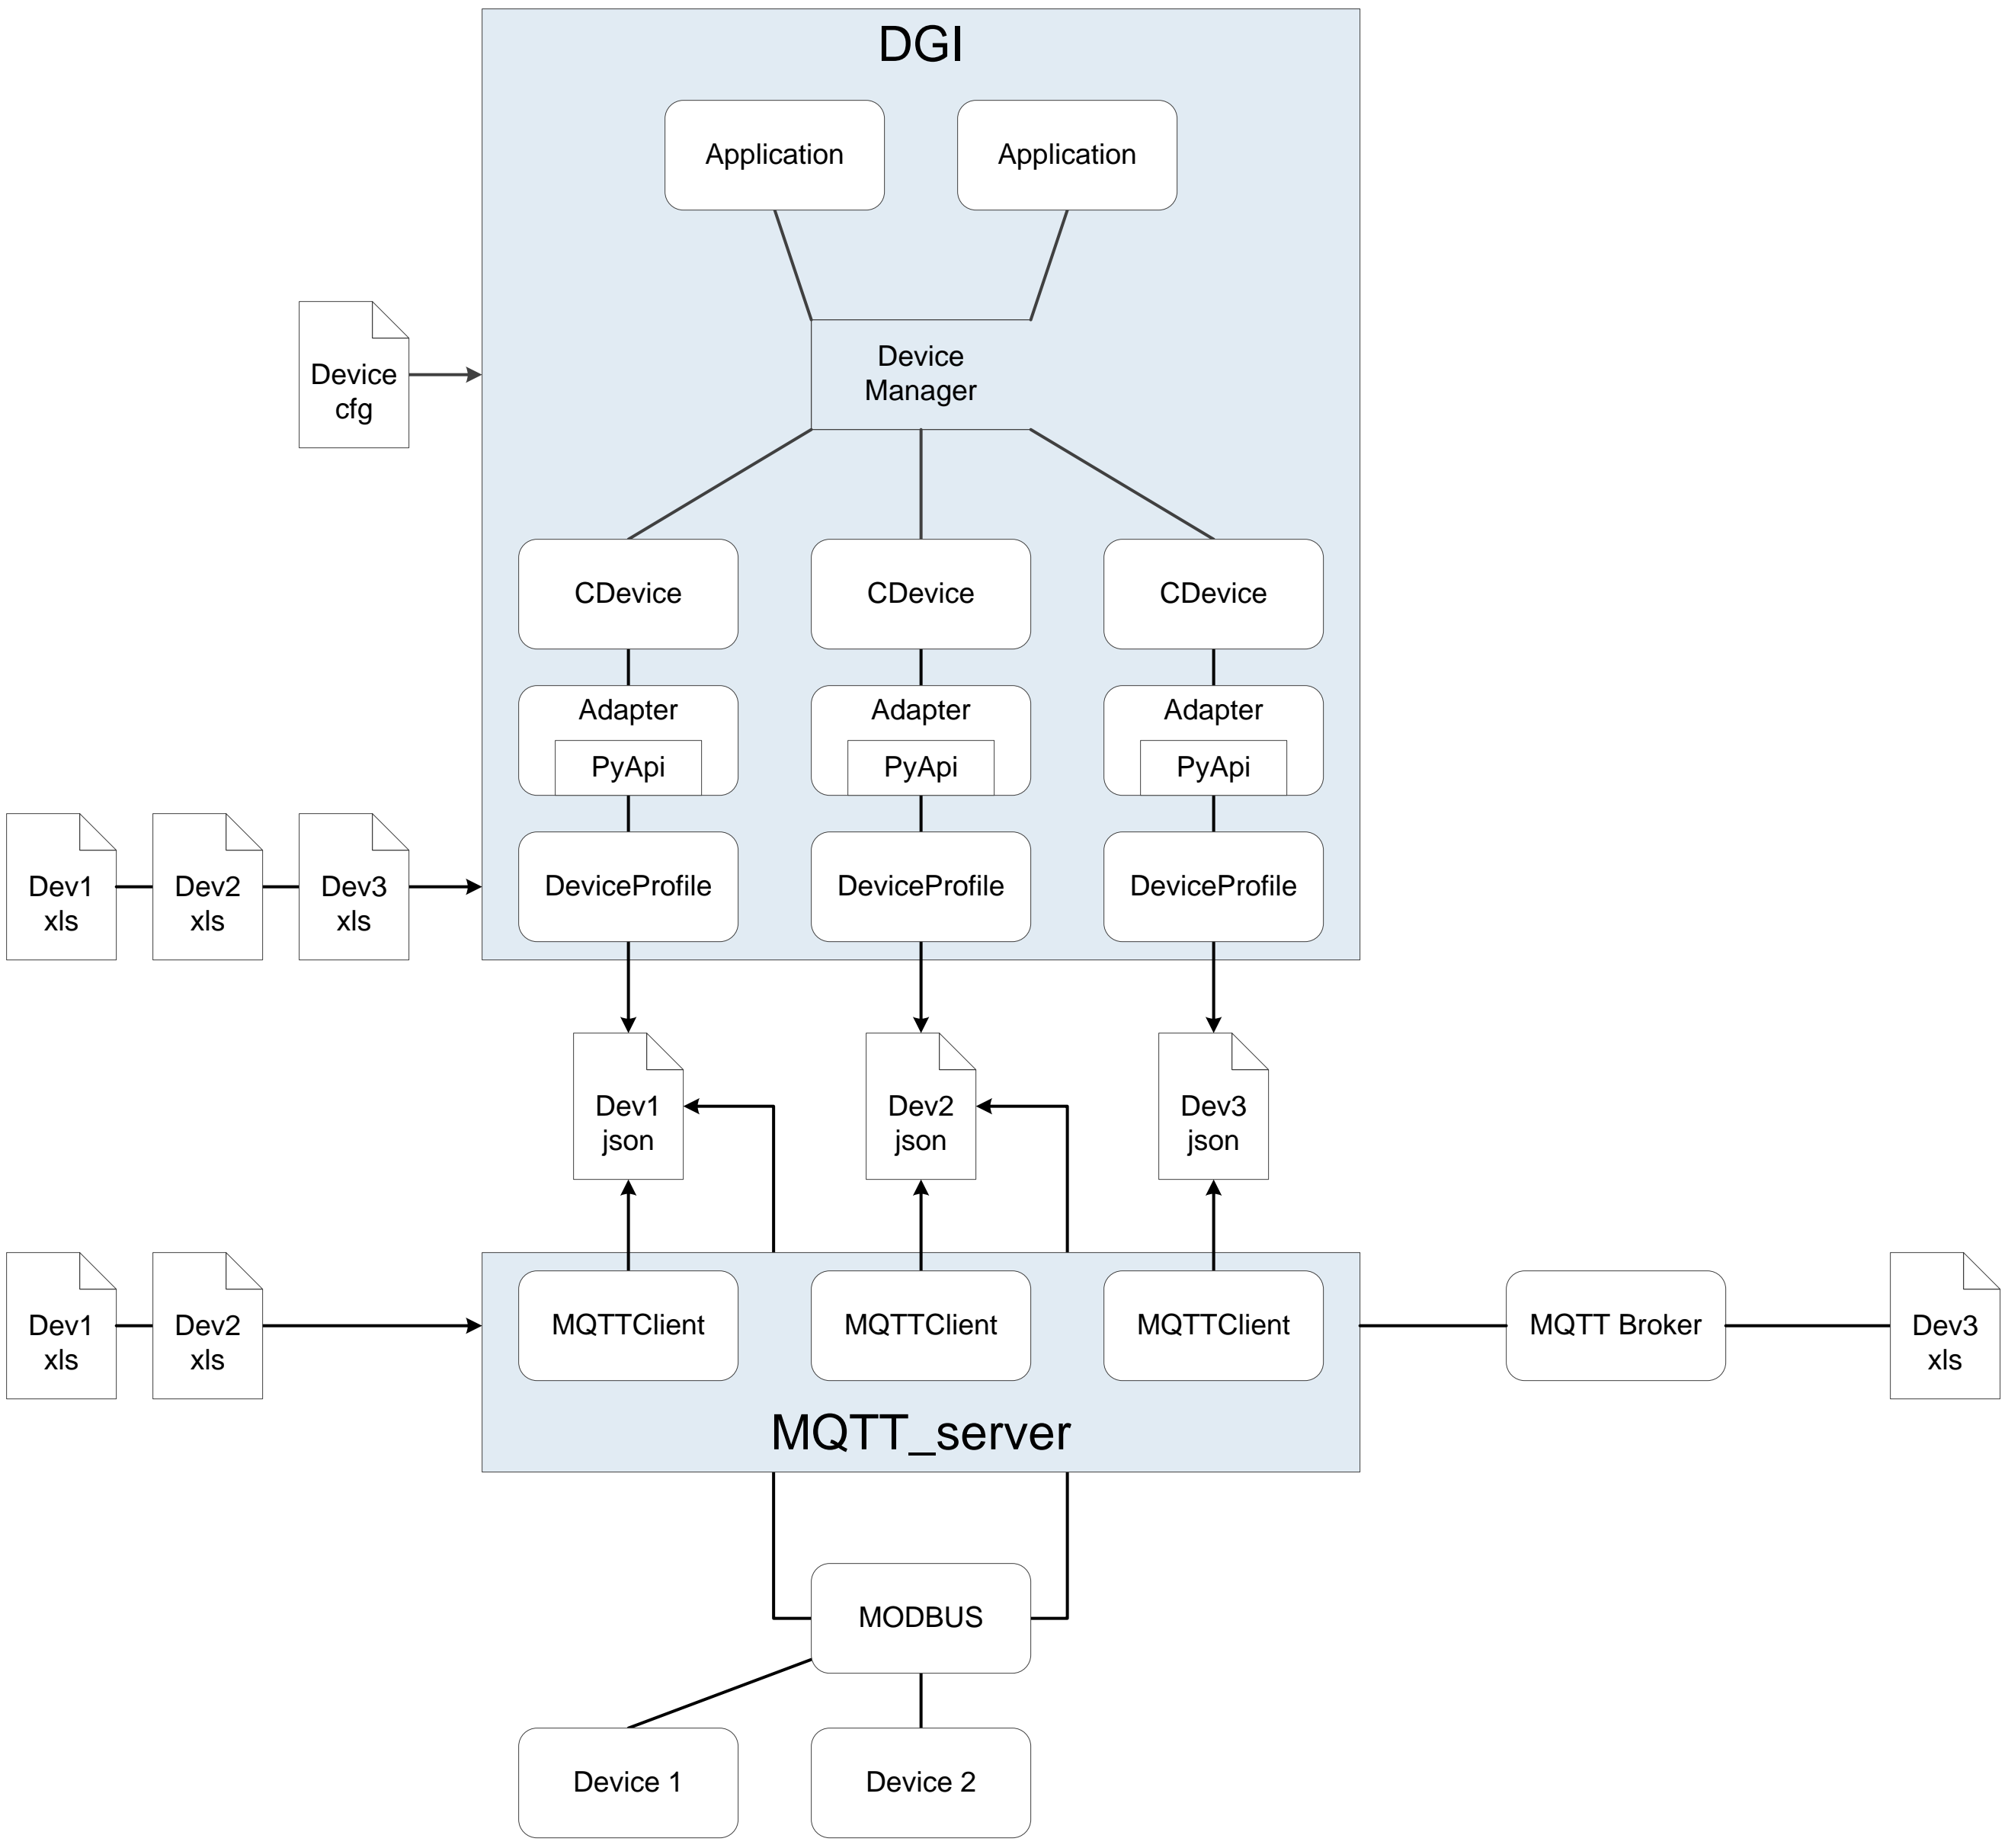 DGI
Application
Application
Device
Manager
Device
cfg
CDevice
CDevice
CDevice
Adapter
Adapter
Adapter
PyApi
PyApi
PyApi
Dev1
xls
Dev2
xls
Dev3
xls
DeviceProfile
DeviceProfile
DeviceProfile
Dev1
json
Dev2
json
Dev3
json
Dev1
xls
Dev2
xls
MQTTClient
MQTTClient
MQTTClient
MQTT Broker
Dev3
xls
MQTT_server
MODBUS
Device 1
Device 2